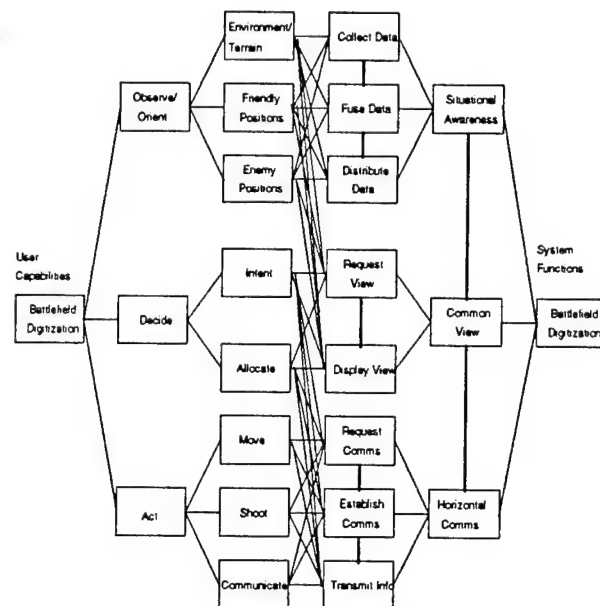 Environment/
Terrain
Collect Data
Observe/
Orient
Friendly
Positions
Fuse Data
Situational
Awareness
Enemy
Positions
Distribute
Data
User
Capabilities
Intent
Request
View
System
Functions
Battlefield
Digitization
Decide
Common
View
Battlefield
Digitization
Allocate
Display View
Move
Request
Comms
Act
Shoot
Establish
Comms
Horizontal
Comms
Communicate
Transmit Info